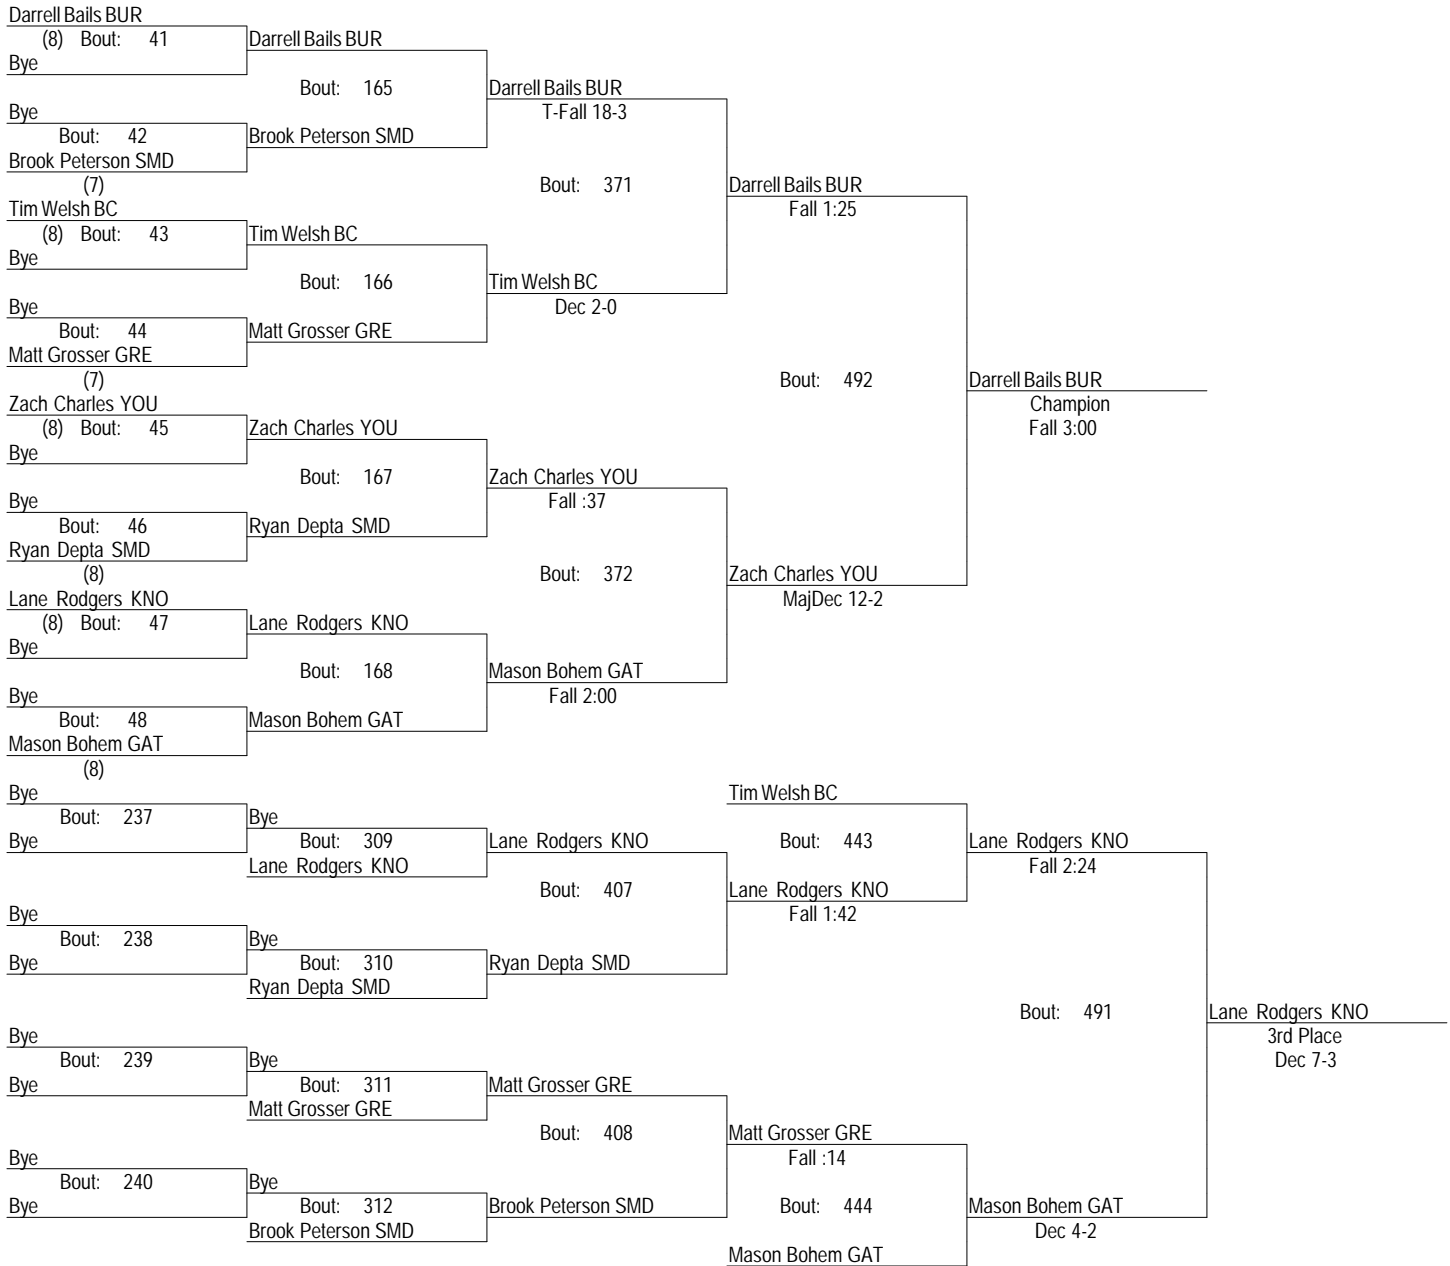 Darrell Bails BUR
(8) Bout: 41 Darrell Bails BUR
Bye
Bout: 165 Darrell Bails BUR
Bye T-Fall 18-3
Bout: 42 Brook Peterson SMD
Brook Peterson SMD
(7) Bout: 371 Darrell Bails BUR
Tim Welsh BC Fall 1:25
(8) Bout: 43 Tim Welsh BC
Bye
Bout: 166 Tim Welsh BC
Bye Dec 2-0
Bout: 44 Matt Grosser GRE
Matt Grosser GRE
(7) Bout: 492 Darrell Bails BUR
Zach Charles YOU Champion
(8) Bout: 45 Zach Charles YOU Fall 3:00
Bye
Bout: 167 Zach Charles YOU
Bye Fall :37
Bout: 46 Ryan Depta SMD
Ryan Depta SMD
(8) Bout: 372 Zach Charles YOU
Lane Rodgers KNO MajDec 12-2
(8) Bout: 47 Lane Rodgers KNO
Bye
Bout: 168 Mason Bohem GAT
Bye Fall 2:00
Bout: 48 Mason Bohem GAT
Mason Bohem GAT
(8)
Bye Tim Welsh BC
Bout: 237 Bye
Bye Bout: 309 Lane Rodgers KNO Bout: 443 Lane Rodgers KNO
Lane Rodgers KNO Fall 2:24
Bout: 407 Lane Rodgers KNO
Bye Fall 1:42
Bout: 238 Bye
Bye Bout: 310 Ryan Depta SMD
Ryan Depta SMD
Bout: 491 Lane Rodgers KNO
Bye 3rd Place
Bout: 239 Bye Dec 7-3
Bye Bout: 311 Matt Grosser GRE
Matt Grosser GRE
Bout: 408 Matt Grosser GRE
Bye Fall :14
Bout: 240 Bye
Bye Bout: 312 Brook Peterson SMD Bout: 444 Mason Bohem GAT
Brook Peterson SMD Dec 4-2
Mason Bohem GAT